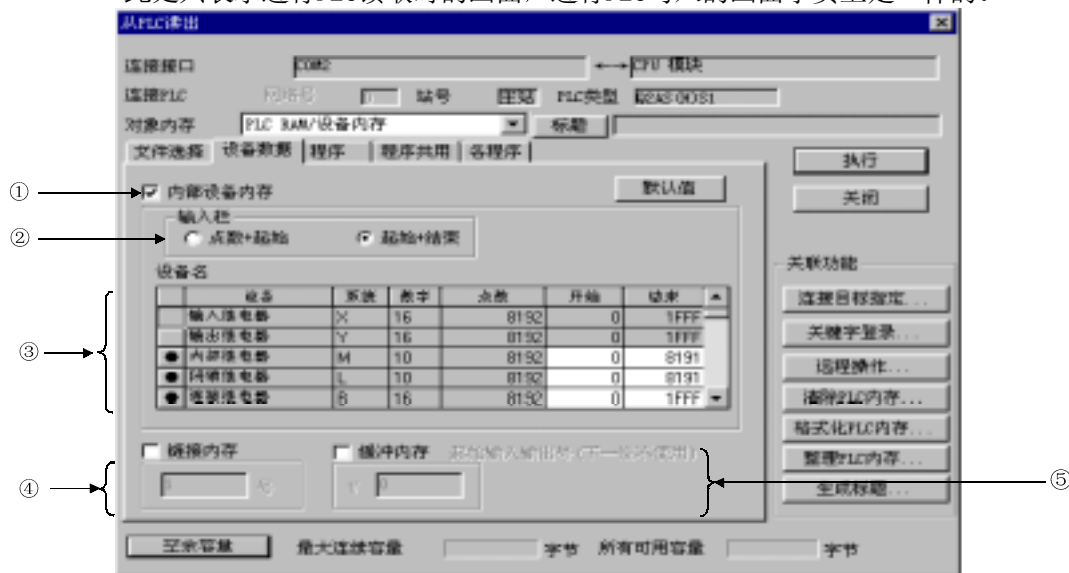 从PLC读出
连接接口 COM2 ←→ CPU 模块
连接PLC 网络号 0 站号 主站 PLC类型
对象内存 PLC RAM/设备内存 标题
文件选择 设备数据 程序 程序共用 各程序
执行
关闭
① 内部设备内存 默认值
输入栏
② 点数+起始 起始+结束
设备名
设备 系统 数字 点数 开始 结束
输入继电器 X 16 8192 0 1FFF
输出继电器 Y 16 8192 0 1FFF
③ 内部继电器 M 10 8192 0 8191
闩锁继电器 L 10 8192 0 8191
链接继电器 B 16 8192 0 1FFF
关联功能
连接目标指定...
关键字登录...
远程操作...
清除PLC内存...
格式化PLC内存...
整理PLC内存...
生成标题...
链接内存 缓冲内存
④ ⑤
0
空余容量 最大连续容量 字节 所有可用容量 字节